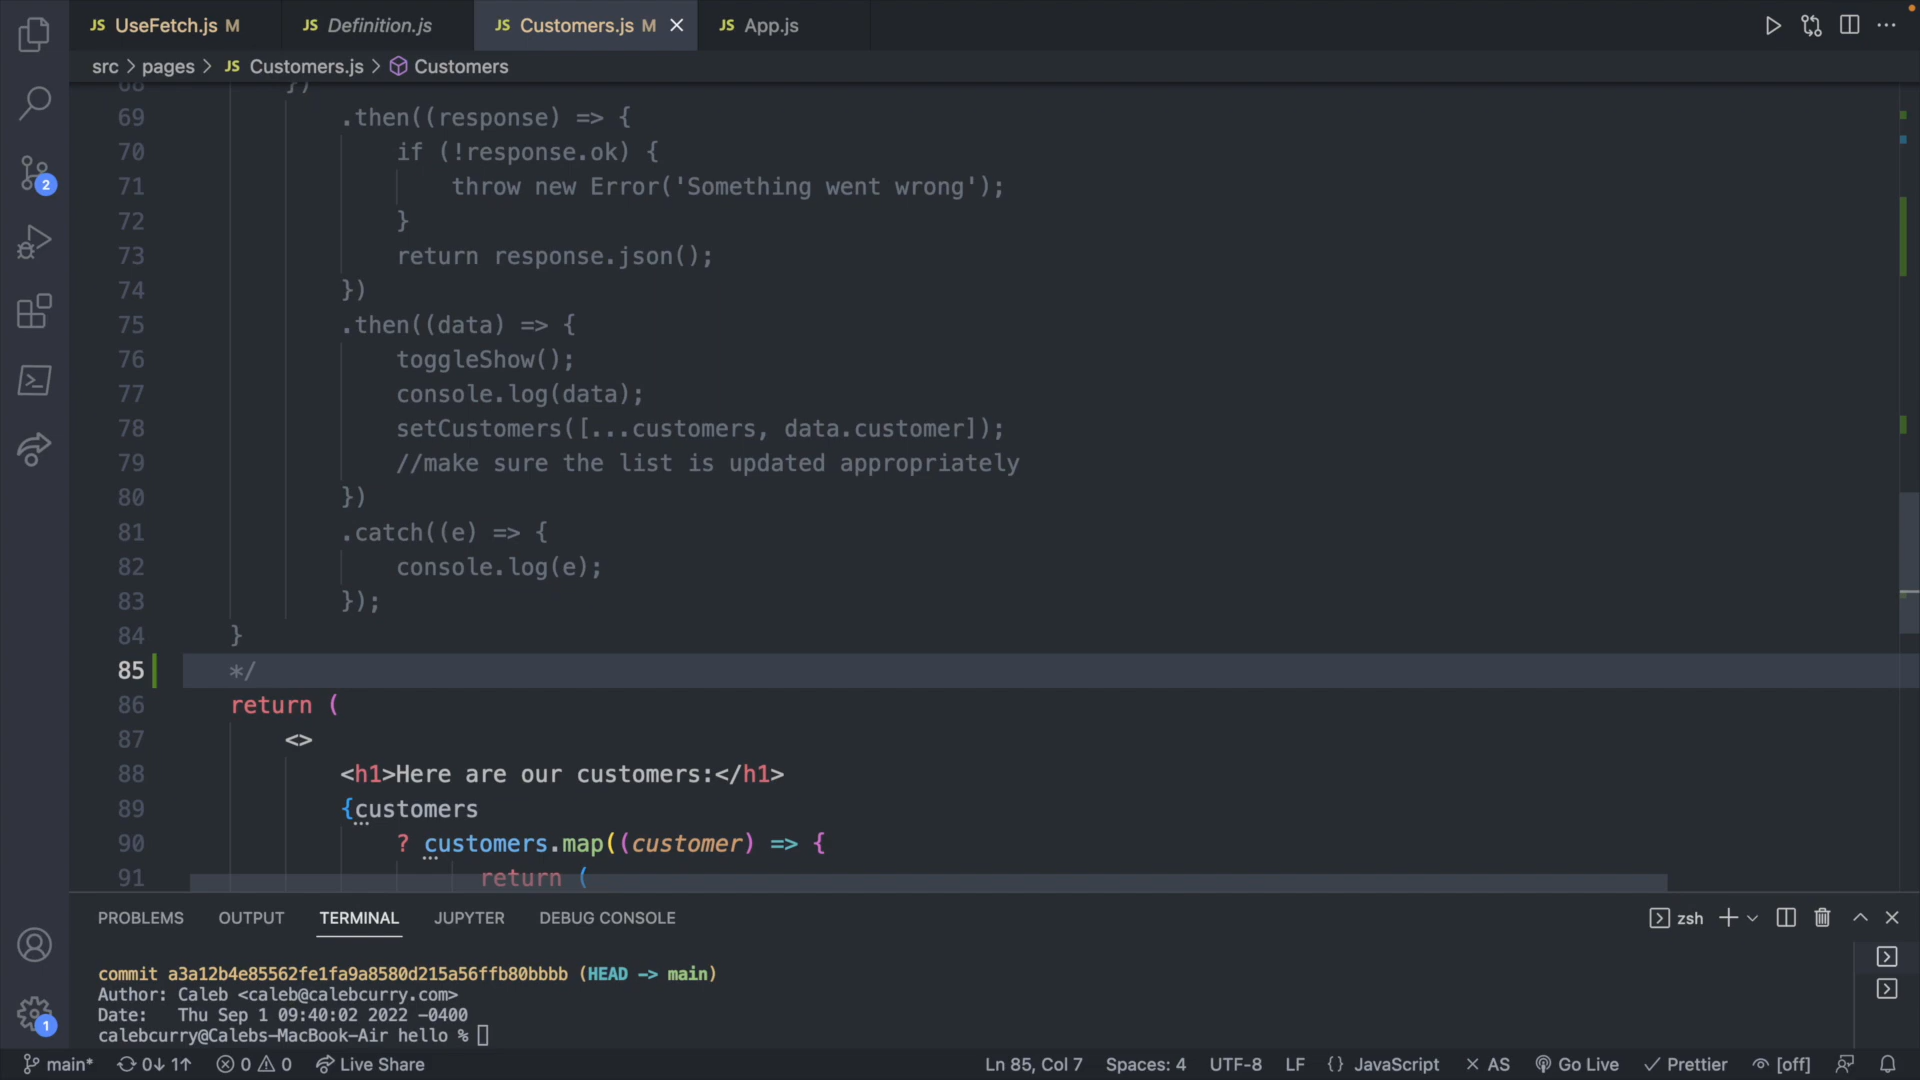 JS UseFetch.js M JS Definition.js JS Customers.js M JS App.js
src > pages > JS Customers.js > Customers
68 })
69 .then((response) => {
70 if (!response.ok) {
71 throw new Error('Something went wrong');
72 }
73 return response.json();
74 })
75 .then((data) => {
76 toggleShow();
77 console.log(data);
78 setCustomers([...customers, data.customer]);
79 //make sure the list is updated appropriately
80 })
81 .catch((e) => {
82 console.log(e);
83 });
84 }
85 */
86 return (
87 <>
88 <h1>Here are our customers:</h1>
89 {customers
90 ? customers.map((customer) => {
91 return (
2
1
PROBLEMS OUTPUT TERMINAL JUPYTER DEBUG CONSOLE zsh
commit a3a12b4e85562fe1fa9a8580d215a56ffb80bbbb (HEAD -> main)
Author: Caleb <caleb@calebcurry.com>
Date: Thu Sep 1 09:40:02 2022 -0400
calebcurry@Calebs-MacBook-Air hello %
main* 0↓ 1↑ 0 0 Live Share Ln 85, Col 7 Spaces: 4 UTF-8 LF {} JavaScript × AS Go Live ✓ Prettier [off]